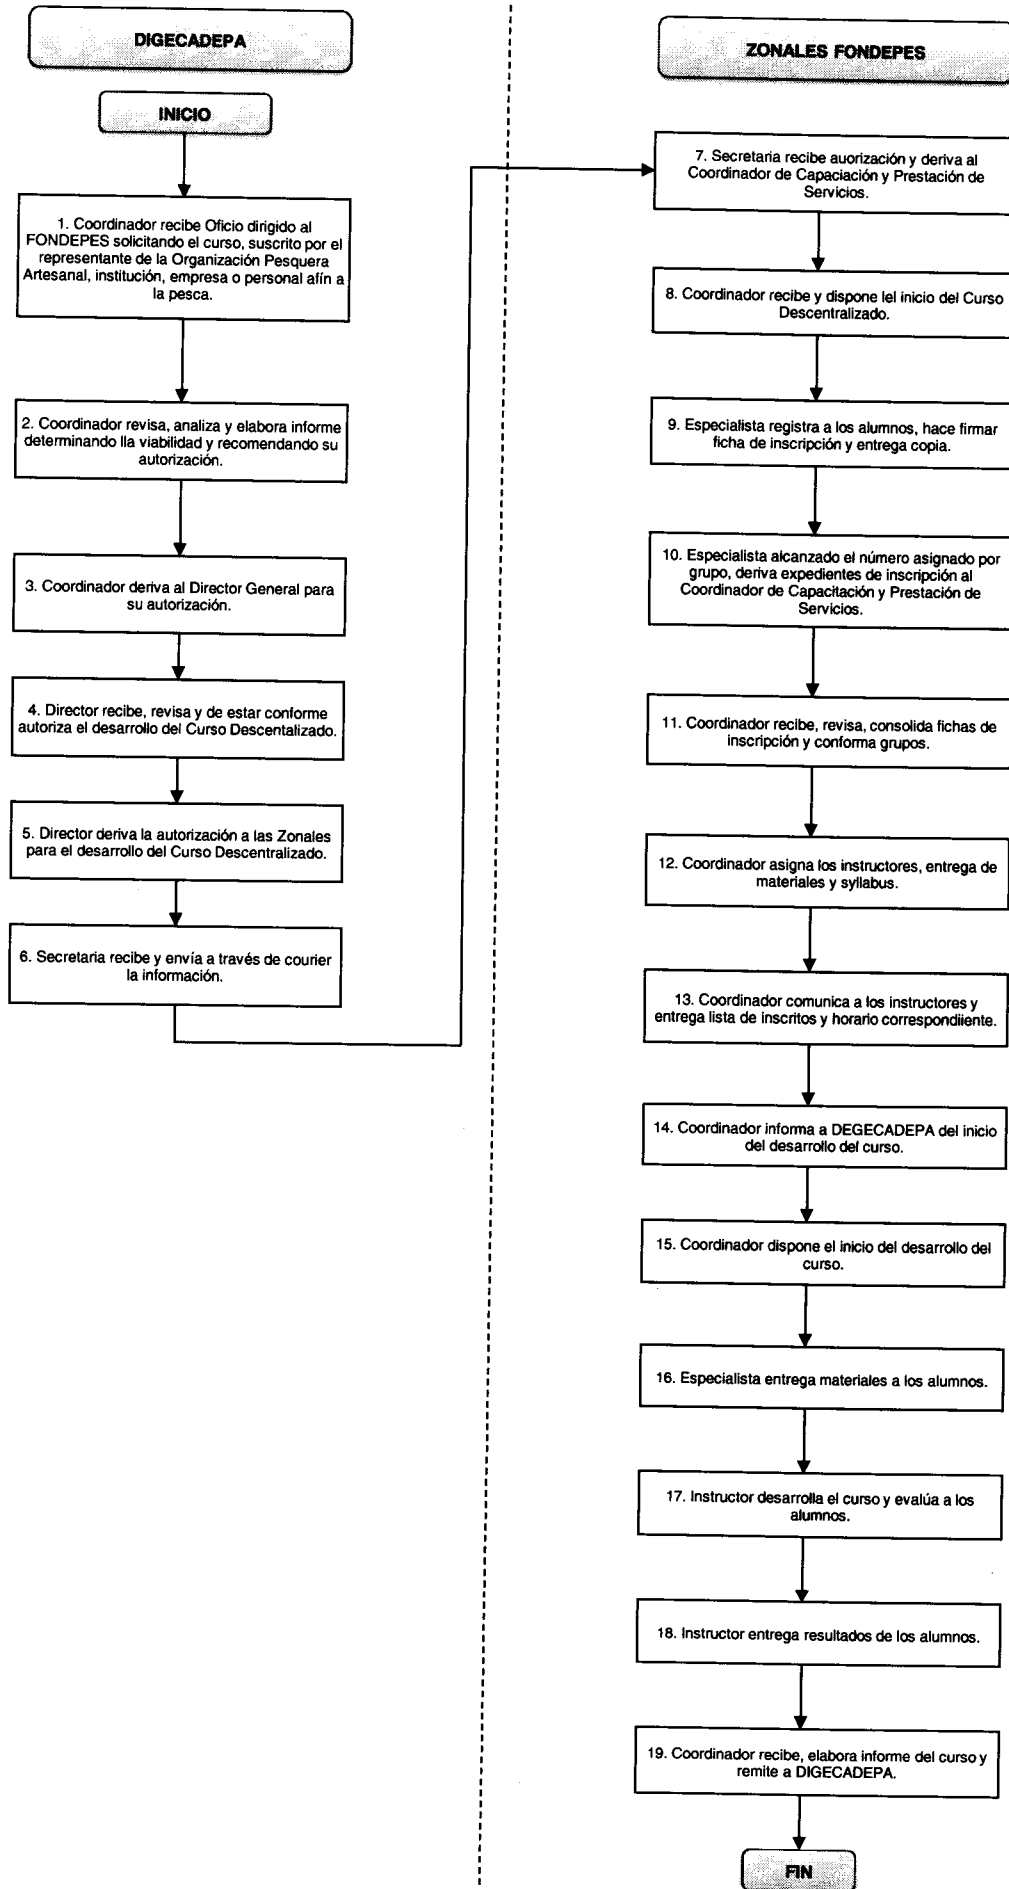 DIGECADEPA
INICIO
1. Coordinador recibe Oficio dirigido al
FONDEPES solicitando el curso, suscrito por el
representante de la Organización Pesquera
Artesanal, institución, empresa o personal afín a
la pesca.
2. Coordinador revisa, analiza y elabora informe
determinando lla viabilidad y recomendando su
autorización.
3. Coordinador deriva al Director General para
su autorización.
4. Director recibe, revisa y de estar conforme
autoriza el desarrollo del Curso Descentalizado.
5. Director deriva la autorización a las Zonales
para el desarrollo del Curso Descentralizado.
6. Secretaria recibe y envía a través de courier
la información.
ZONALES FONDEPES
7. Secretaria recibe auorización y deriva al
Coordinador de Capaciación y Prestación de
Servicios.
8. Coordinador recibe y dispone lel inicio del Curso
Descentralizado.
9. Especialista registra a los alumnos, hace firmar
ficha de inscripción y entrega copia.
10. Especialista alcanzado el número asignado por
grupo, deriva expedientes de inscripción al
Coordinador de Capacitación y Prestación de
Servicios.
11. Coordinador recibe, revisa, consolida fichas de
inscripción y conforma grupos.
12. Coordinador asigna los instructores, entrega de
materiales y syllabus.
13. Coordinador comunica a los instructores y
entrega lista de inscritos y horario correspondiiente.
14. Coordinador informa a DEGECADEPA del inicio
del desarrollo del curso.
15. Coordinador dispone el inicio del desarrollo del
curso.
16. Especialista entrega materiales a los alumnos.
17. Instructor desarrolla el curso y evalúa a los
alumnos.
18. Instructor entrega resultados de los alumnos.
19. Coordinador recibe, elabora informe del curso y
remite a DIGECADEPA.
FIN